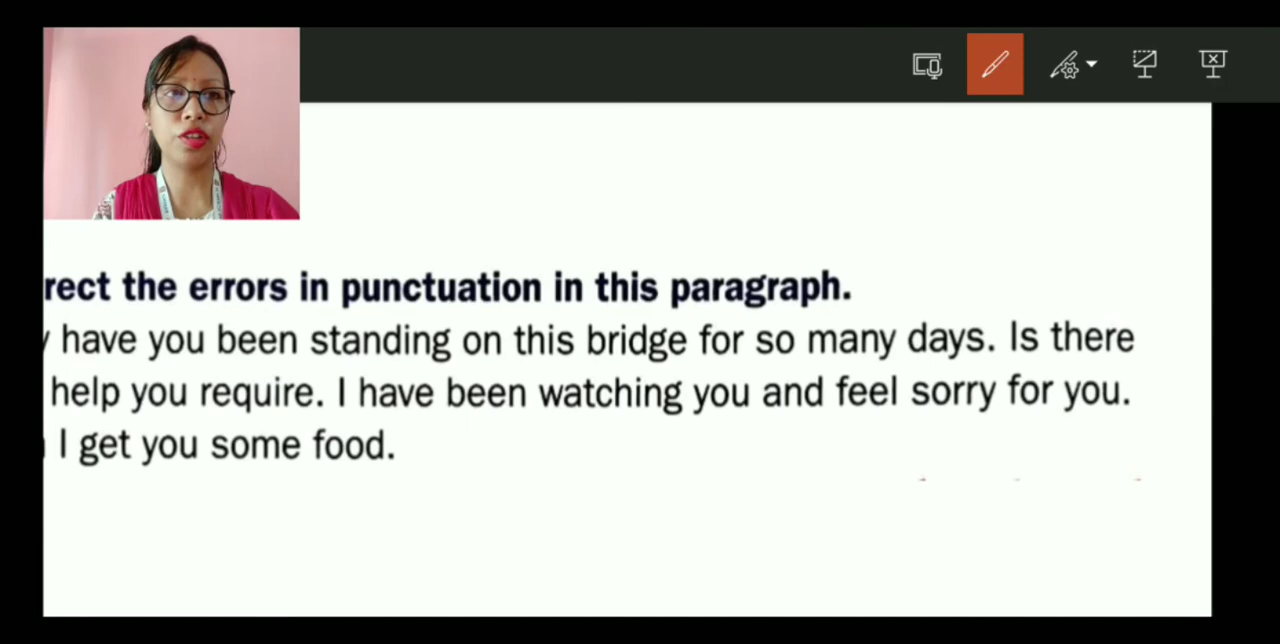 rect the errors in punctuation in this paragraph.
have you been standing on this bridge for so many days. Is there
help you require. I have been watching you and feel sorry for you.
I get you some food.